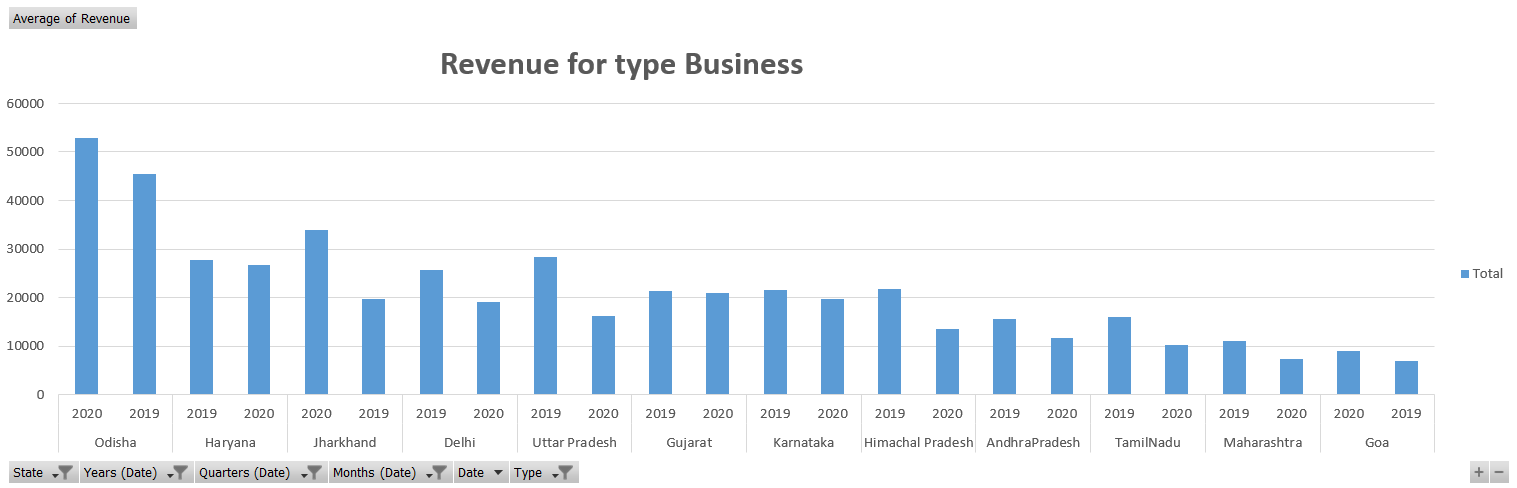 Average of Revenue
Revenue for type Business
60000
50000
40000
30000
20000
10000
0
Total
2020 2019 2019 2020 2020 2019 2019 2020 2019 2020 2019 2020 2019 2020 2019 2020 2019 2020 2019 2020 2019 2020 2020 2019
Odisha Haryana Jharkhand Delhi Uttar Pradesh Gujarat Karnataka Himachal Pradesh AndhraPradesh TamilNadu Maharashtra Goa
State Years (Date) Quarters (Date) Months (Date) Date Type + −